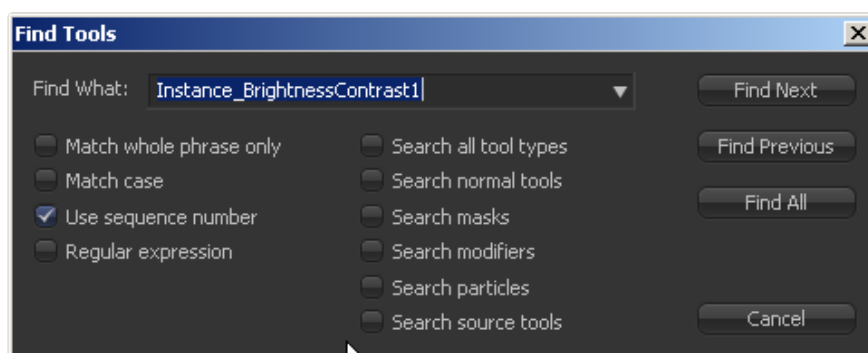 Find Tools
Find What: Instance_BrightnessContrast1 Find Next
Match whole phrase only Search all tool types Find Previous
Match case Search normal tools
Use sequence number Search masks Find All
Regular expression Search modifiers
Search particles
Search source tools Cancel